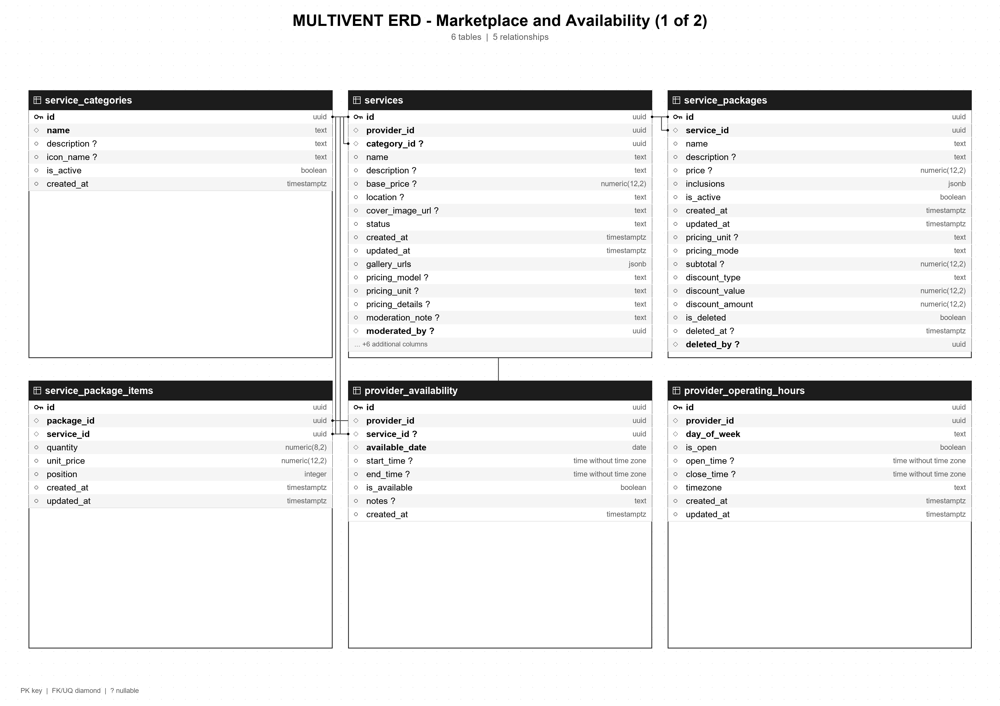 MULTIVENT ERD - Marketplace and Availability (1 of 2)
6 tables | 5 relationships
service_categories
id uuid
name text
description ? text
icon_name ? text
is_active boolean
created_at timestamptz
services
id uuid
provider_id uuid
category_id ? uuid
name text
description ? text
base_price ? numeric(12,2)
location ? text
cover_image_url ? text
status text
created_at timestamptz
updated_at timestamptz
gallery_urls jsonb
pricing_model ? text
pricing_unit ? text
pricing_details ? text
moderation_note ? text
moderated_by ? uuid
... +6 additional columns
service_packages
id uuid
service_id uuid
name text
description ? text
price ? numeric(12,2)
inclusions jsonb
is_active boolean
created_at timestamptz
updated_at timestamptz
pricing_unit ? text
pricing_mode text
subtotal ? numeric(12,2)
discount_type text
discount_value numeric(12,2)
discount_amount numeric(12,2)
is_deleted boolean
deleted_at ? timestamptz
deleted_by ? uuid
service_package_items
id uuid
package_id uuid
service_id uuid
quantity numeric(8,2)
unit_price numeric(12,2)
position integer
created_at timestamptz
updated_at timestamptz
provider_availability
id uuid
provider_id uuid
service_id ? uuid
available_date date
start_time ? time without time zone
end_time ? time without time zone
is_available boolean
notes ? text
created_at timestamptz
provider_operating_hours
id uuid
provider_id uuid
day_of_week text
is_open boolean
open_time ? time without time zone
close_time ? time without time zone
timezone text
created_at timestamptz
updated_at timestamptz
PK key | FK/UQ diamond | ? nullable